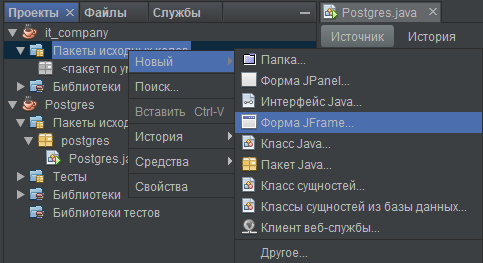 Проекты Файлы Службы
it_company
Пакеты исходных кодов
<пакет по ум
Библиотеки
Postgres
Пакеты исход
postgres
Postgres.ja
Тесты
Библиотеки
Библиотеки тестов
Новый
Поиск...
Вставить Ctrl-V
История
Средства
Свойства
Папка...
Форма JPanel...
Интерфейс Java...
Форма JFrame...
Класс Java...
Пакет Java...
Класс сущностей...
Классы сущностей из базы данных...
Клиент веб-службы...
Другое...
Postgres.java
Источник История